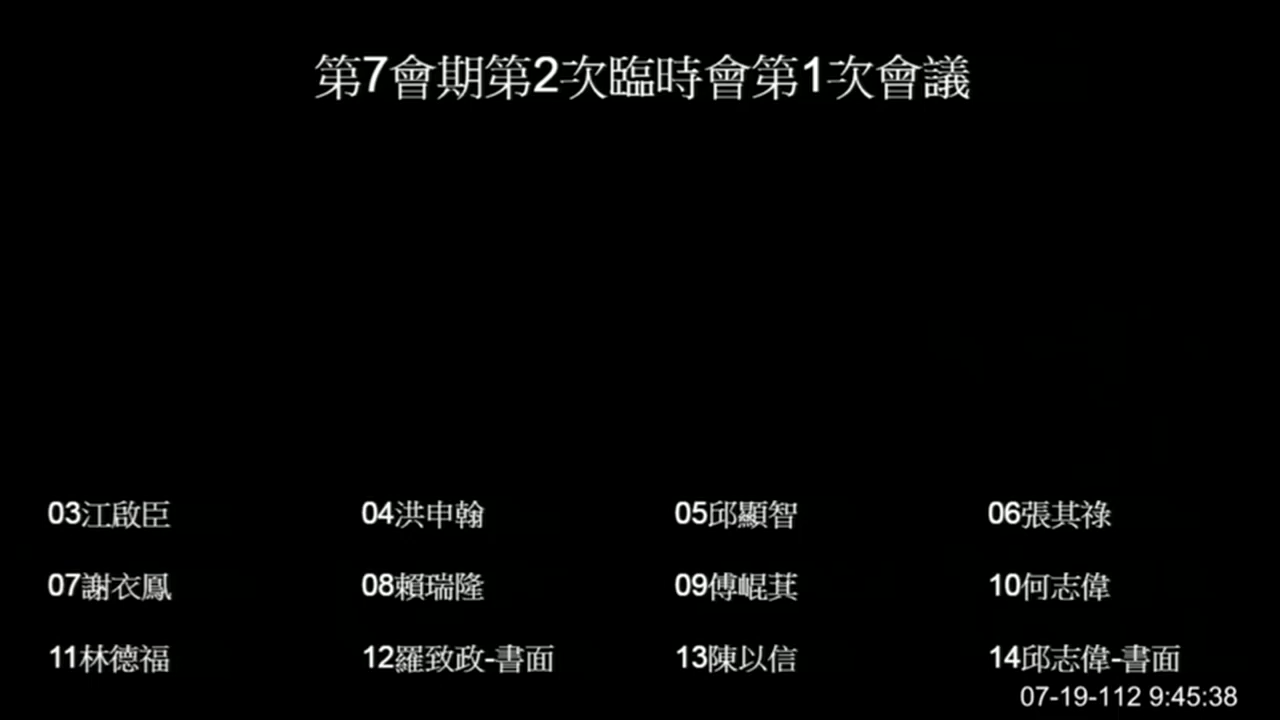 第7會期第2次臨時會第1次會議
03江啟臣 04洪申翰 05邱顯智 06張其祿
07謝衣鳳 08賴瑞隆 09傅崐萁 10何志偉
11林德福 12羅致政-書面 13陳以信 14邱志偉-書面
07-19-112 9:45:38